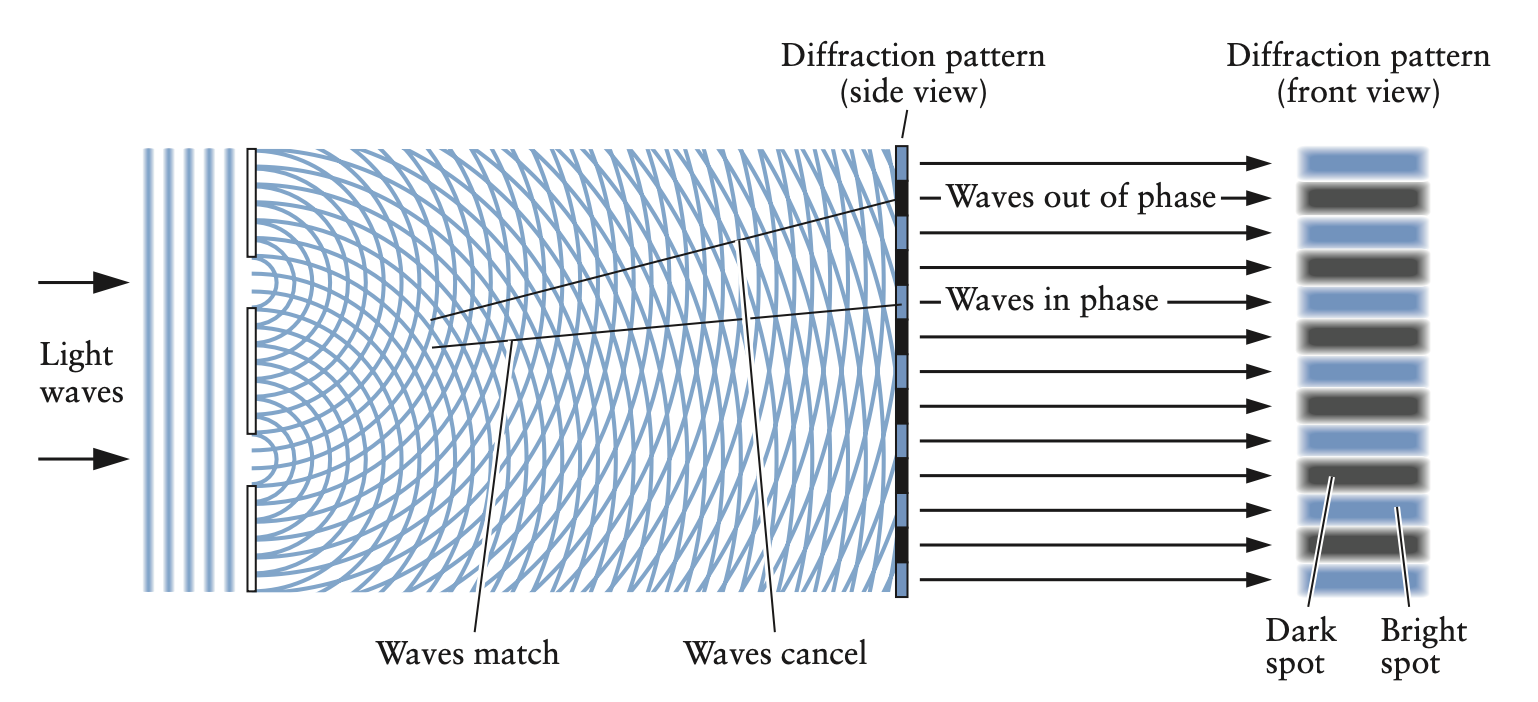 Diffraction pattern
(side view)
Diffraction pattern
(front view)
Waves out of phase
Waves in phase
Light
waves
Waves match
Waves cancel
Dark
spot
Bright
spot